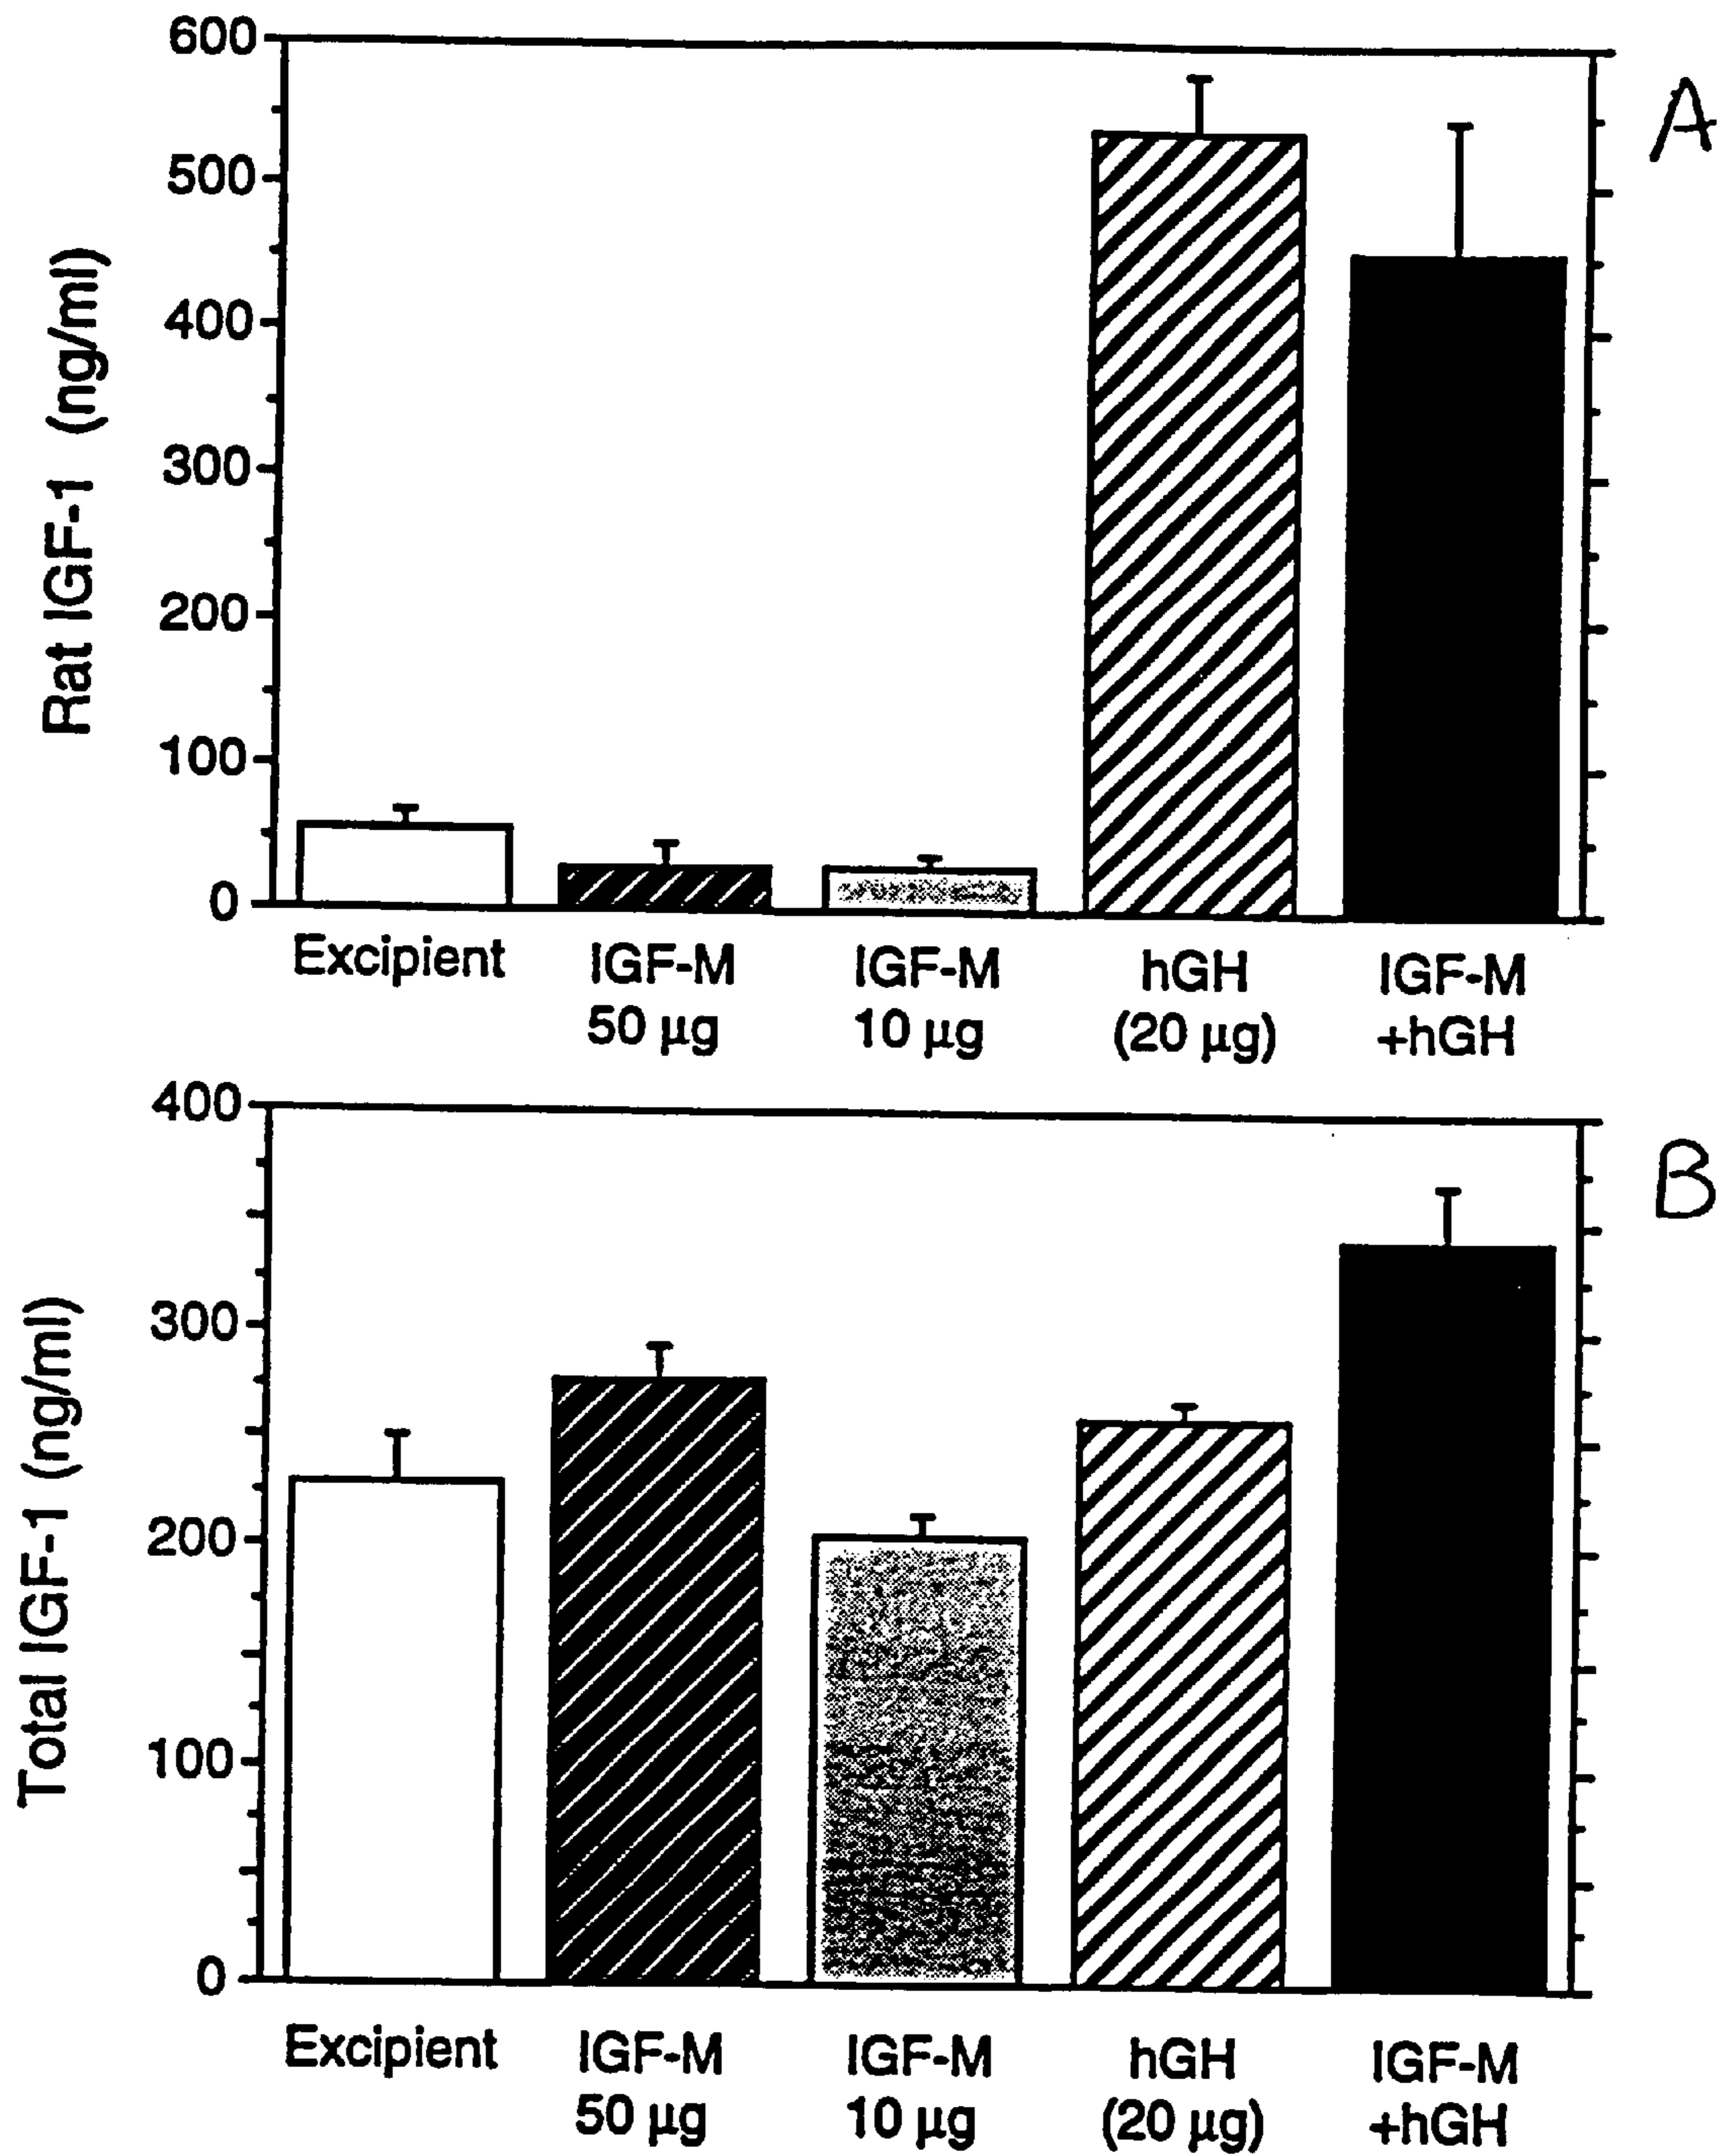 600
500
400
300
200
100
0
Rat IGF-1 (ng/ml)
A
Excipient
IGF-M
50 µg
IGF-M
10 µg
hGH
(20 µg)
IGF-M
+hGH
400
300
200
100
0
Total IGF-1 (ng/ml)
B
Excipient
IGF-M
50 µg
IGF-M
10 µg
hGH
(20 µg)
IGF-M
+hGH